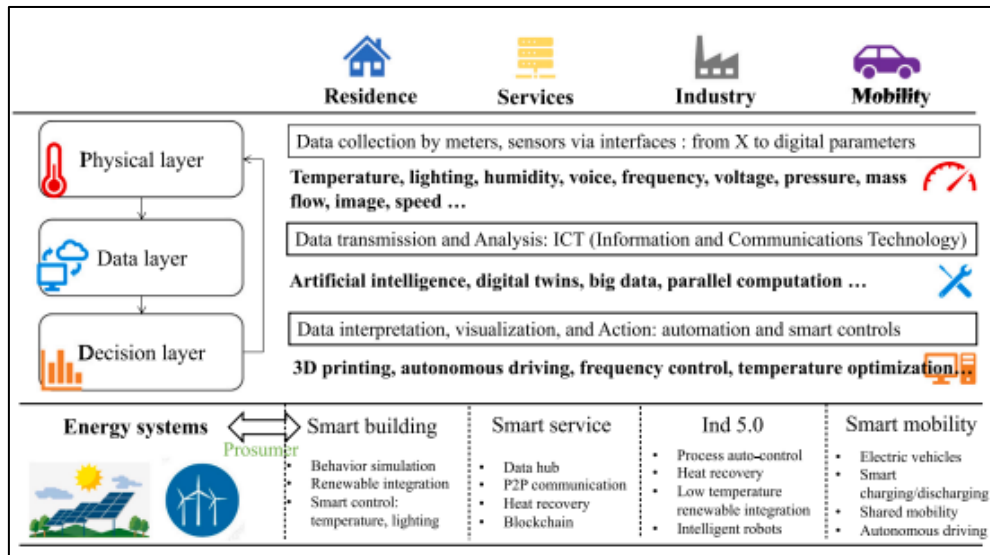 Residence Services Industry Mobility
Physical layer
Data collection by meters, sensors via interfaces : from X to digital parameters
Temperature, lighting, humidity, voice, frequency, voltage, pressure, mass
flow, image, speed ...
Data layer
Data transmission and Analysis: ICT (Information and Communications Technology)
Artificial intelligence, digital twins, big data, parallel computation ...
Decision layer
Data interpretation, visualization, and Action: automation and smart controls
3D printing, autonomous driving, frequency control, temperature optimization...
Energy systems
Prosumer
Smart building
• Behavior simulation
• Renewable integration
• Smart control:
temperature, lighting
Smart service
• Data hub
• P2P communication
• Heat recovery
• Blockchain
Ind 5.0
• Process auto-control
• Heat recovery
• Low temperature
renewable integration
• Intelligent robots
Smart mobility
• Electric vehicles
• Smart
charging/discharging
• Shared mobility
• Autonomous driving